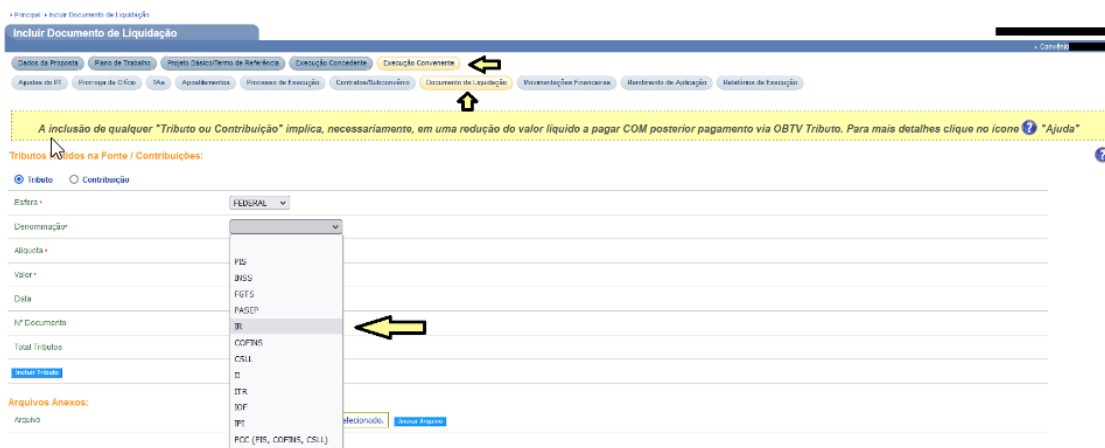 Principal › Incluir Documento de Liquidação
Incluir Documento de Liquidação
Convênio
Dados da Proposta Plano de Trabalho Projeto Básico/Termo de Referência Execução Concedente Execução Convenente
Ajustes do PT Prorroga de Ofício TAs Apostilamentos Processo de Execução Contratos/Subconvênio Documento de Liquidação Movimentações Financeiras Rendimento de Aplicação Relatórios de Execução
A inclusão de qualquer "Tributo ou Contribuição" implica, necessariamente, em uma redução do valor líquido a pagar COM posterior pagamento via OBTV Tributo. Para mais detalhes clique no ícone ? "Ajuda"
Tributos Retidos na Fonte / Contribuições:
Tributo Contribuição
Esfera * FEDERAL
Denominação*
Alíquota *
PIS
Valor *
INSS
Data
FGTS
PASEP
Nº Documento
IR
Total Tributos
COFINS
CSLL
Incluir Tributo
II
ITR
Arquivos Anexos:
IOF
Arquivo
IPI
elecionado. Anexar Arquivo
PCC (PIS, COFINS, CSLL)